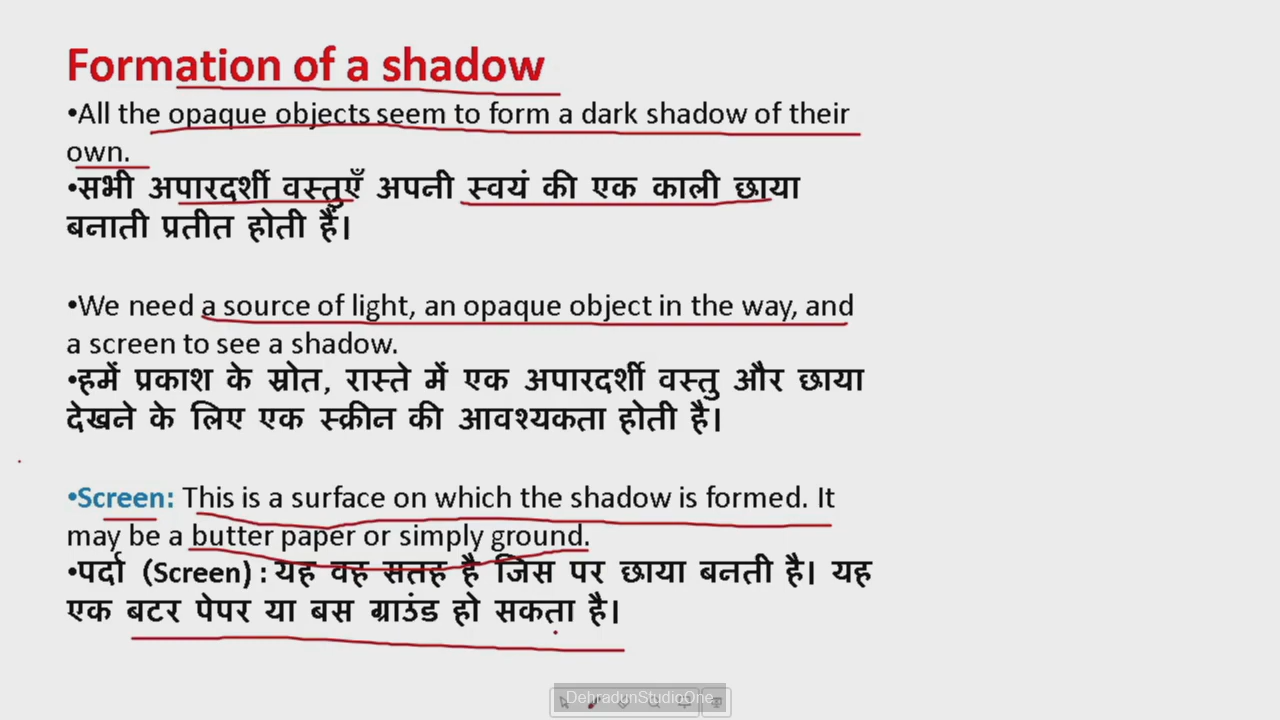 Formation of a shadow
•All the opaque objects seem to form a dark shadow of their
own.
•सभी अपारदर्शी वस्तुएँ अपनी स्वयं की एक काली छाया
बनाती प्रतीत होती हैं।
•We need a source of light, an opaque object in the way, and
a screen to see a shadow.
•हमें प्रकाश के स्रोत, रास्ते में एक अपारदर्शी वस्तु और छाया
देखने के लिए एक स्क्रीन की आवश्यकता होती है।
•Screen: This is a surface on which the shadow is formed. It
may be a butter paper or simply ground.
•पर्दा (Screen) : यह वह सतह है जिस पर छाया बनती है। यह
एक बटर पेपर या बस ग्राउंड हो सकता है।
DehradunStudioOne